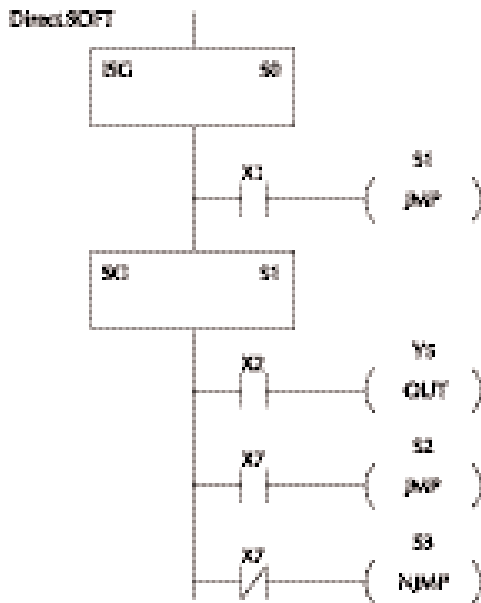 DirectSOFT
ISG S0
S1
X1 JMP
SG S1
Y5
X2 OUT
S2
X7 JMP
S3
X7 NJMP